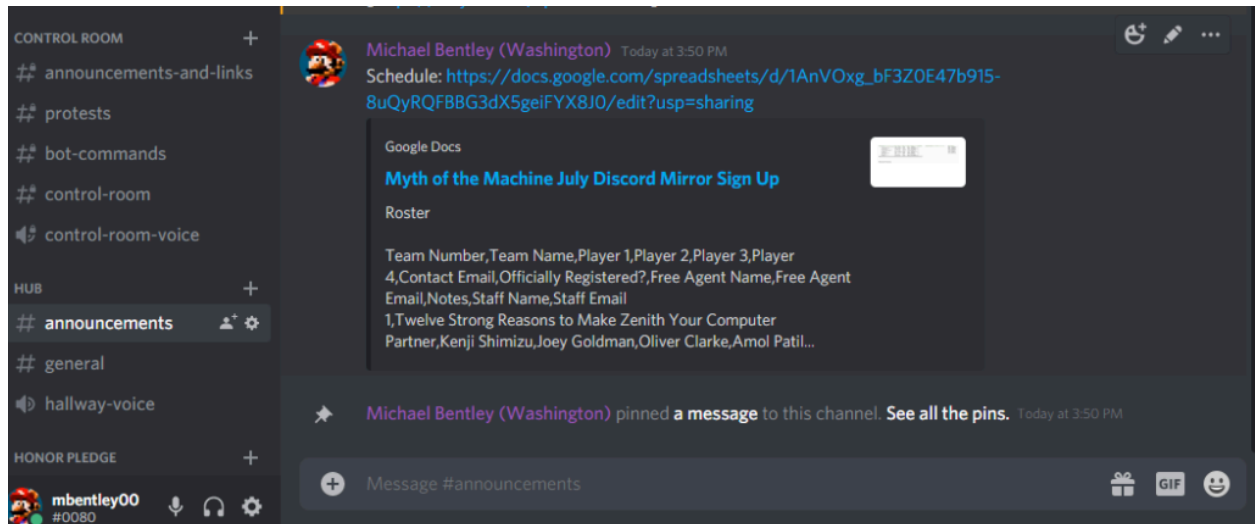 CONTROL ROOM
announcements-and-links
protests
bot-commands
control-room
control-room-voice
HUB
announcements
general
hallway-voice
HONOR PLEDGE
mbentley00
#0080
Michael Bentley (Washington) Today at 3:50 PM
Schedule: https://docs.google.com/spreadsheets/d/1AnVOxg_bF3Z0E47b915-
8uQyRQFBBG3dX5geiFYX8J0/edit?usp=sharing
Google Docs
Myth of the Machine July Discord Mirror Sign Up
Roster
Team Number,Team Name,Player 1,Player 2,Player 3,Player
4,Contact Email,Officially Registered?,Free Agent Name,Free Agent
Email,Notes,Staff Name,Staff Email
1,Twelve Strong Reasons to Make Zenith Your Computer
Partner,Kenji Shimizu,Joey Goldman,Oliver Clarke,Amol Patil...
Michael Bentley (Washington) pinned a message to this channel. See all the pins. Today at 3:50 PM
Message #announcements
GIF